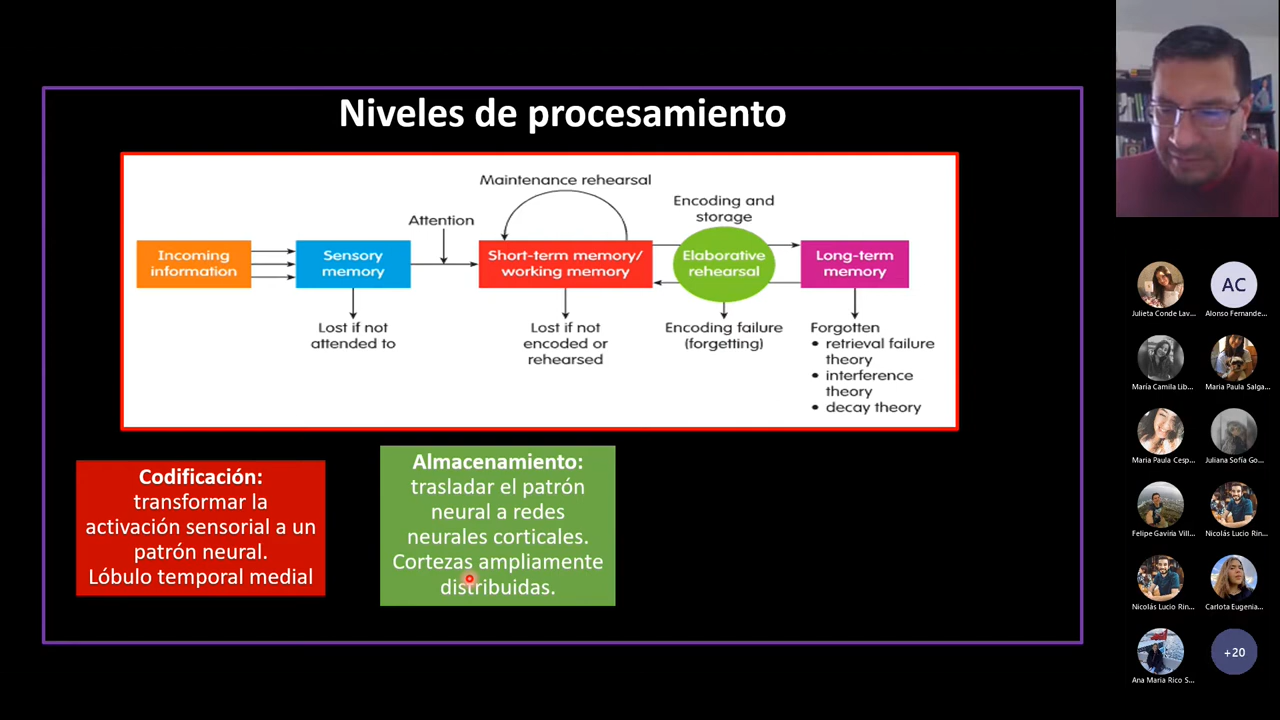 Niveles de procesamiento
Maintenance rehearsal
Attention
Encoding and
storage
Incoming
information
Sensory
memory
Short-term memory/
working memory
Elaborative
rehearsal
Long-term
memory
Lost if not
attended to
Lost if not
encoded or
rehearsed
Encoding failure
(forgetting)
Forgotten
• retrieval failure
theory
• interference
theory
• decay theory
Codificación:
transformar la
activación sensorial a un
patrón neural.
Lóbulo temporal medial
Almacenamiento:
trasladar el patrón
neural a redes
neurales corticales.
Cortezas ampliamente
distribuidas.
AC
Julieta Conde Lav...
Alonso Fernande...
María Camila Lib...
Maria Paula Salga...
Maria Paula Cesp...
Juliana Sofía Go...
Felipe Gaviria Vill...
Nicolás Lucio Rin...
Nicolás Lucio Rin...
Carlota Eugenia...
Ana Maria Rico S...
+20